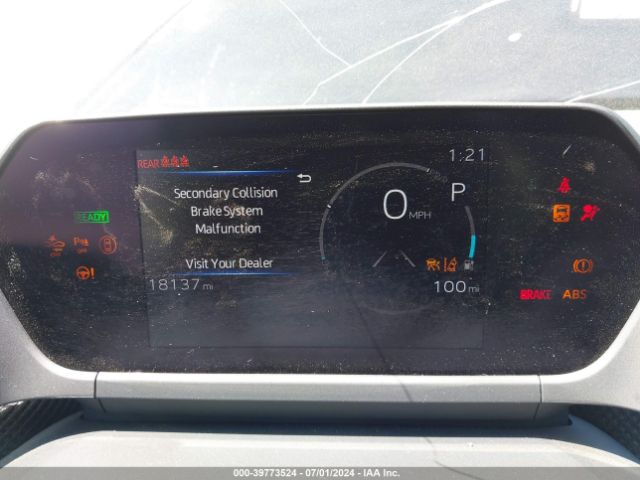 REAR
1:21
Secondary Collision
Brake System
Malfunction
Visit Your Dealer
0 MPH
P
READY
18137 mi
100 mi
BRAKE
ABS
000-39773524 - 07/01/2024 - IAA Inc.